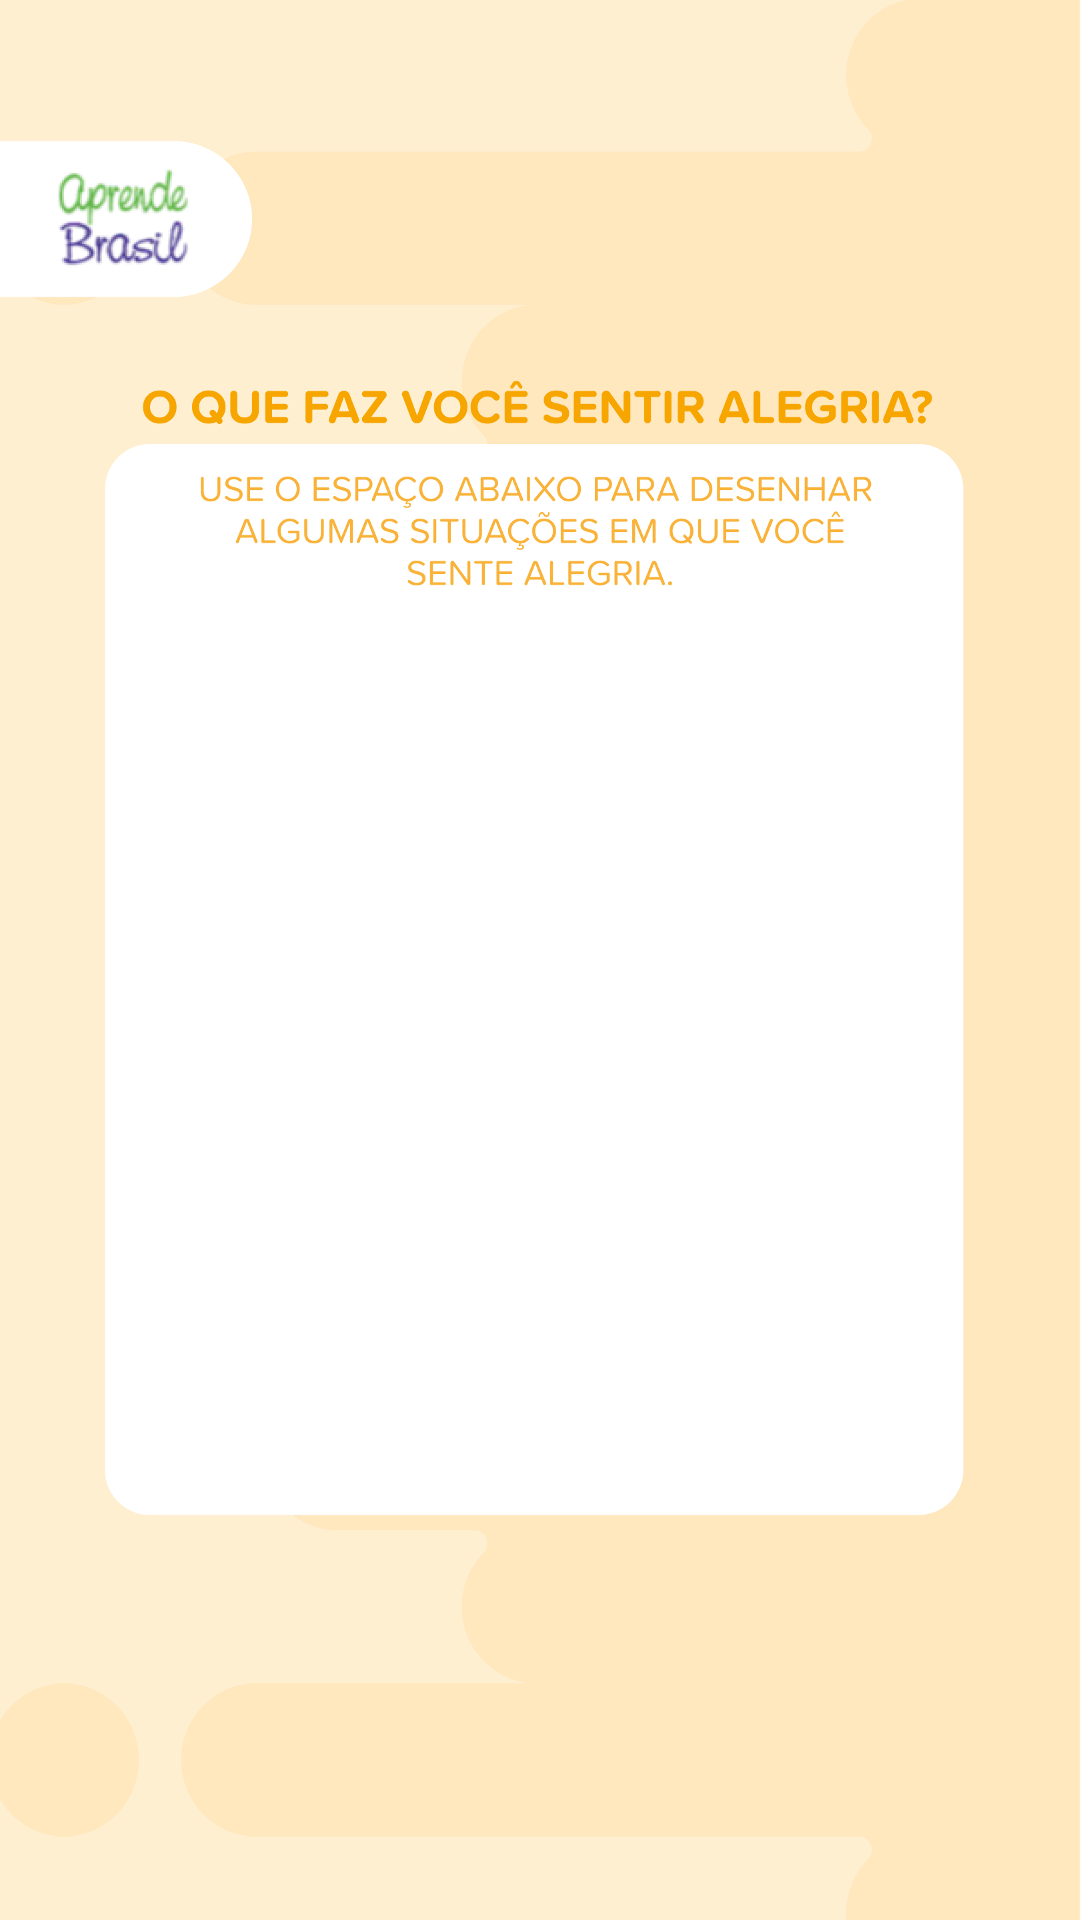 aprende
Brasil
O QUE FAZ VOCÊ SENTIR ALEGRIA?
USE O ESPAÇO ABAIXO PARA DESENHAR
ALGUMAS SITUAÇÕES EM QUE VOCÊ
SENTE ALEGRIA.